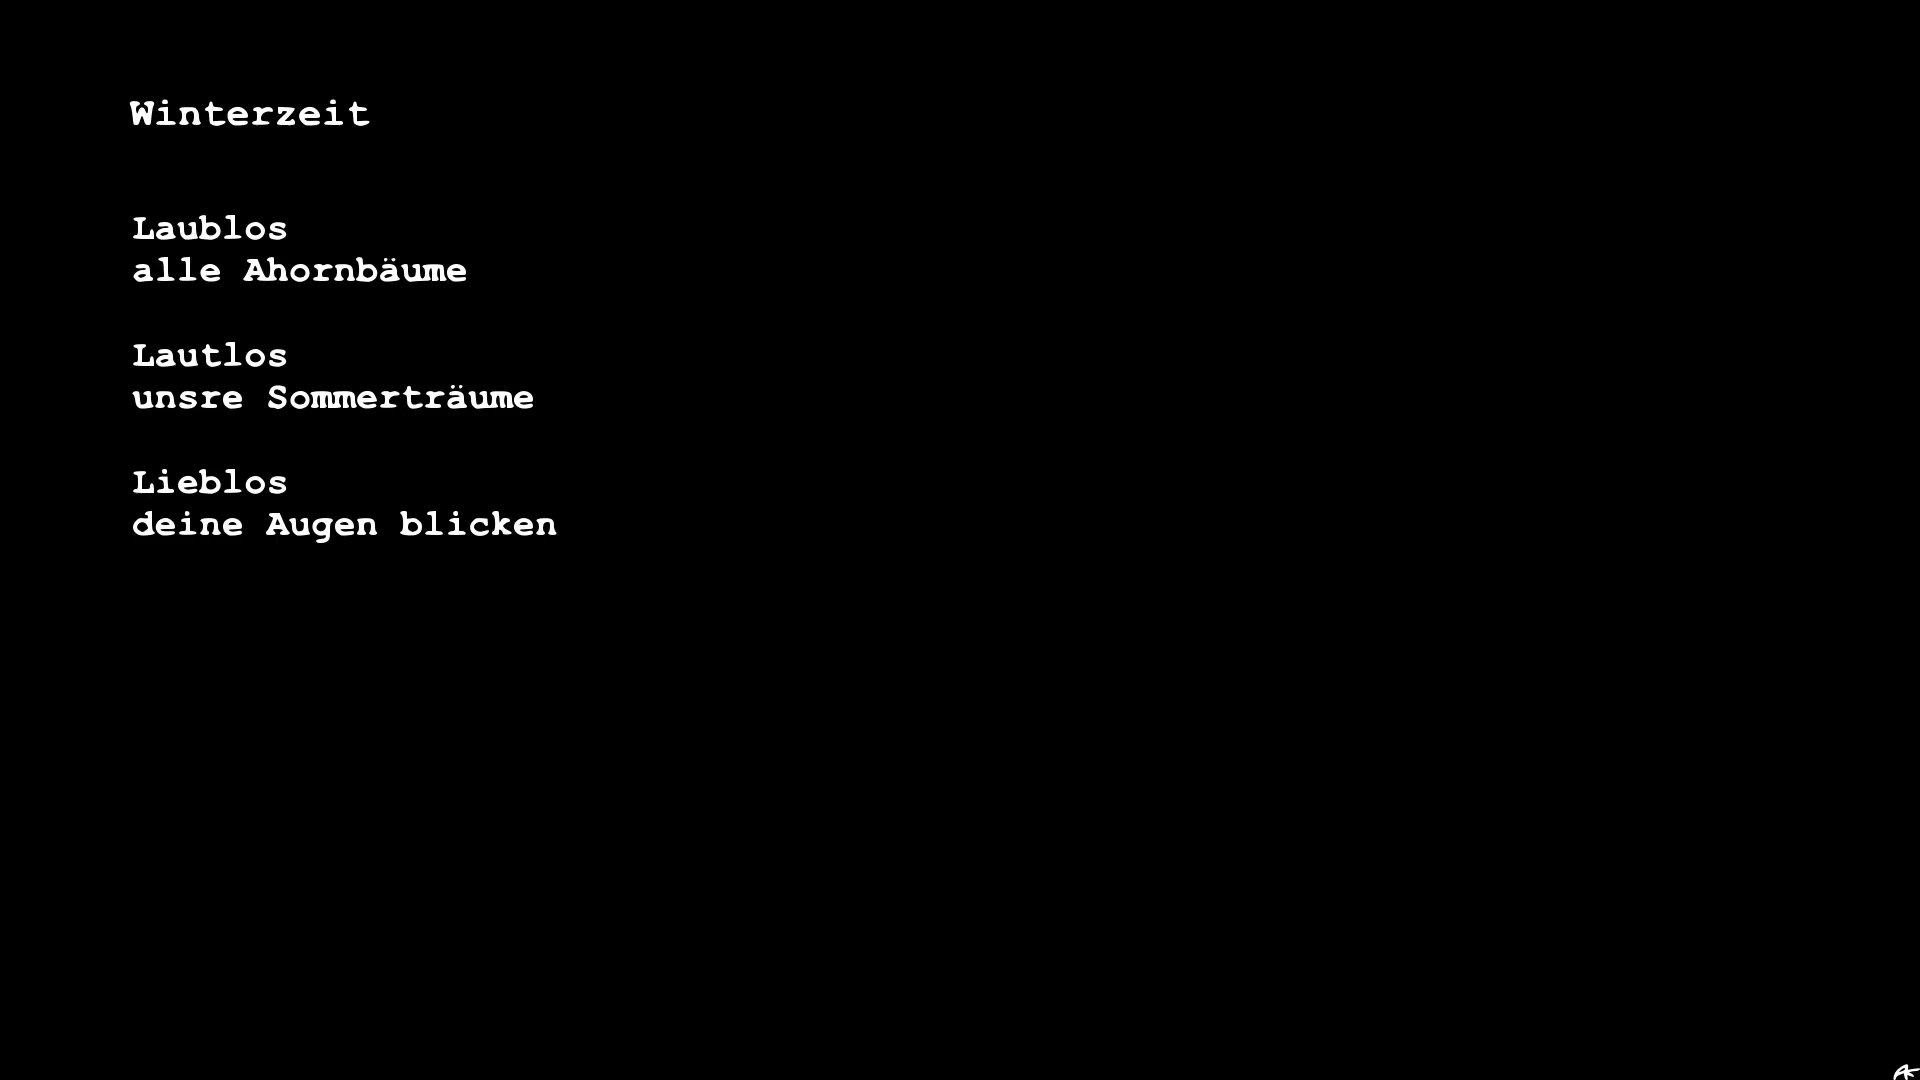 Winterzeit
Laublos
alle Ahornbäume
Lautlos
unsre Sommerträume
Lieblos
deine Augen blicken